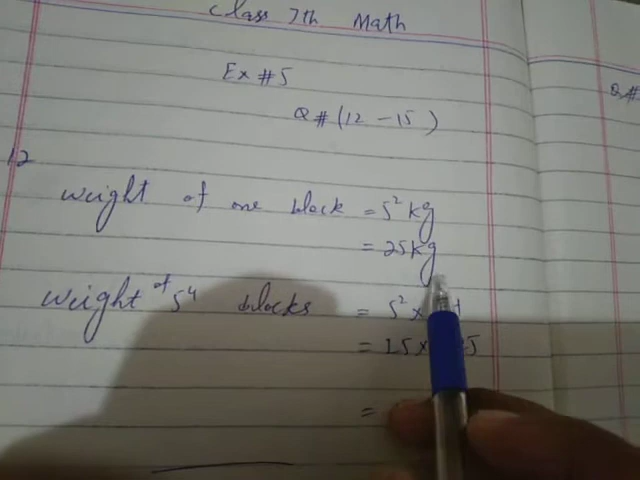 Class 7th Math
Ex # 5
Q # (12 - 15)
Q #
12
Weight of one block = 5² kg
= 25 kg
Weight of 5⁴ blocks = 5² x
= 25 x
=